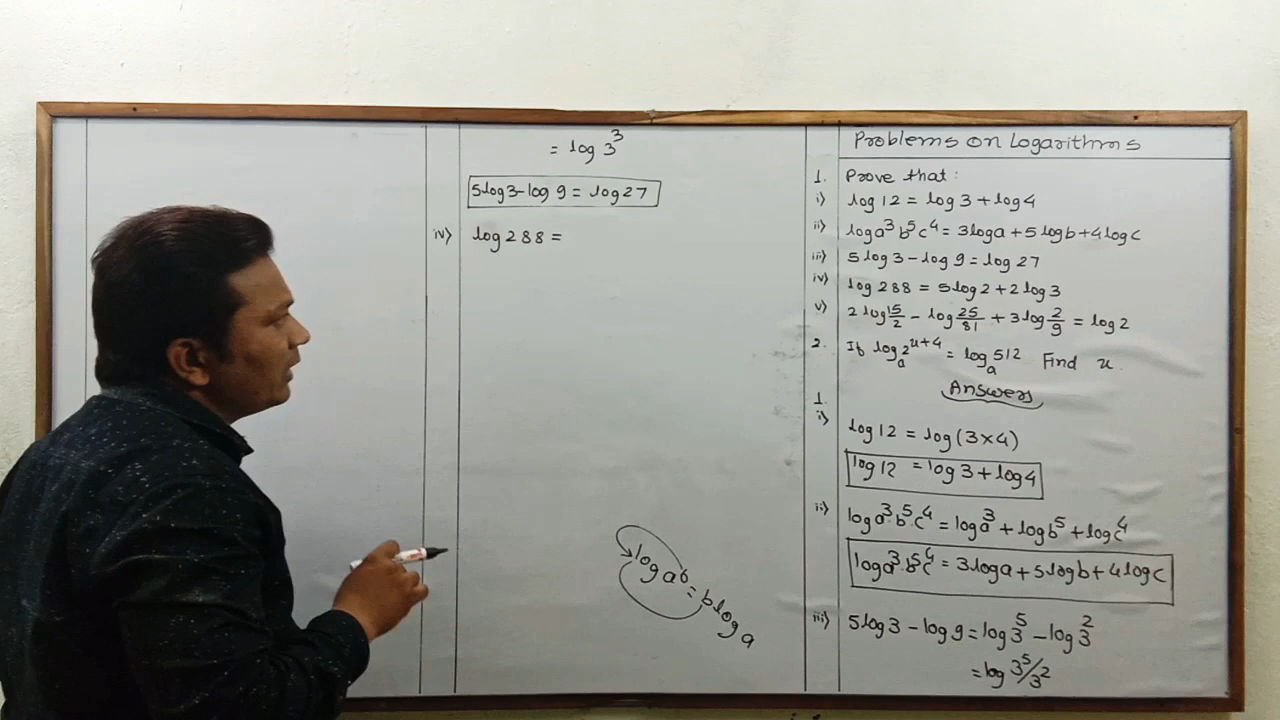 Problems on Logarithms
1. Prove that:
i) log 12 = log 3 + log 4
ii) log a³ b⁵ c⁴ = 3 log a + 5 log b + 4 log c
iii) 5 log 3 - log 9 = log 27
iv) log 288 = 5 log 2 + 2 log 3
v) 2 log 15/2 - log 25/81 + 3 log 2/9 = log 2
2. If logₐ 2^(x+4) = logₐ 512 Find x.
Answers
1.
i) log 12 = log (3×4)
log 12 = log 3 + log 4
ii) log a³ b⁵ c⁴ = log a³ + log b⁵ + log c⁴
log a³ b⁵ c⁴ = 3 log a + 5 log b + 4 log c
iii) 5 log 3 - log 9 = log 3⁵ - log 3²
= log 3⁵/3²
= log 3³
5 log 3 - log 9 = log 27
iv) log 288 =
log aᵇ = b log a